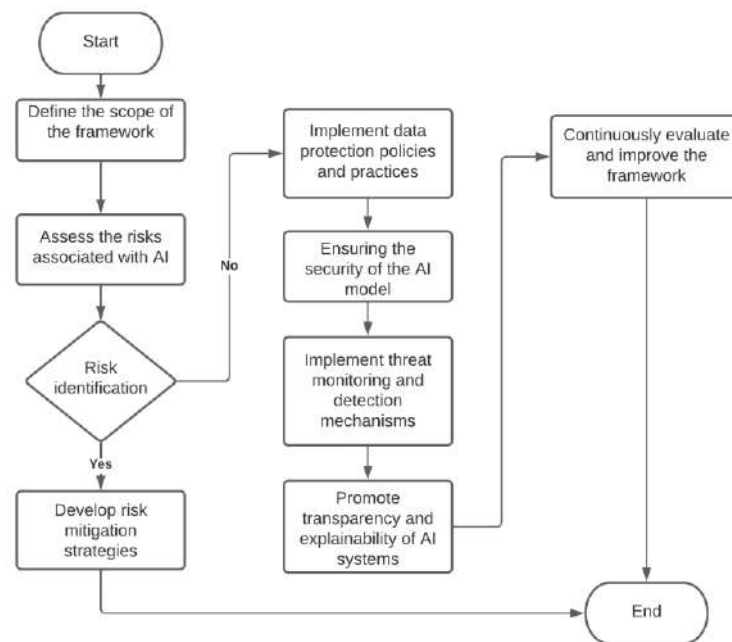 Start
Define the scope of
the framework
Assess the risks
associated with AI
Risk
identification
Yes
Develop risk
mitigation
strategies
No
Implement data
protection policies
and practices
Ensuring the
security of the AI
model
Implement threat
monitoring and
detection
mechanisms
Promote
transparency and
explainability of AI
systems
Continuously evaluate
and improve the
framework
End